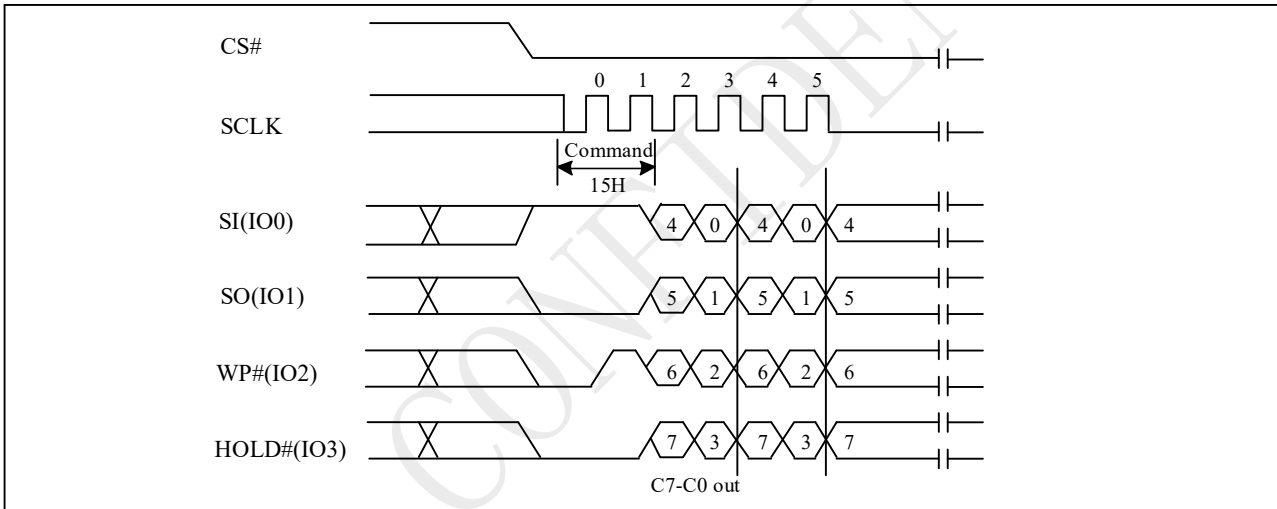 CONFIDEN
CS#
0 1 2 3 4 5
SCLK
Command
15H
SI(IO0) 4 0 4 0 4
SO(IO1) 5 1 5 1 5
WP#(IO2) 6 2 6 2 6
HOLD#(IO3) 7 3 7 3 7
C7-C0 out